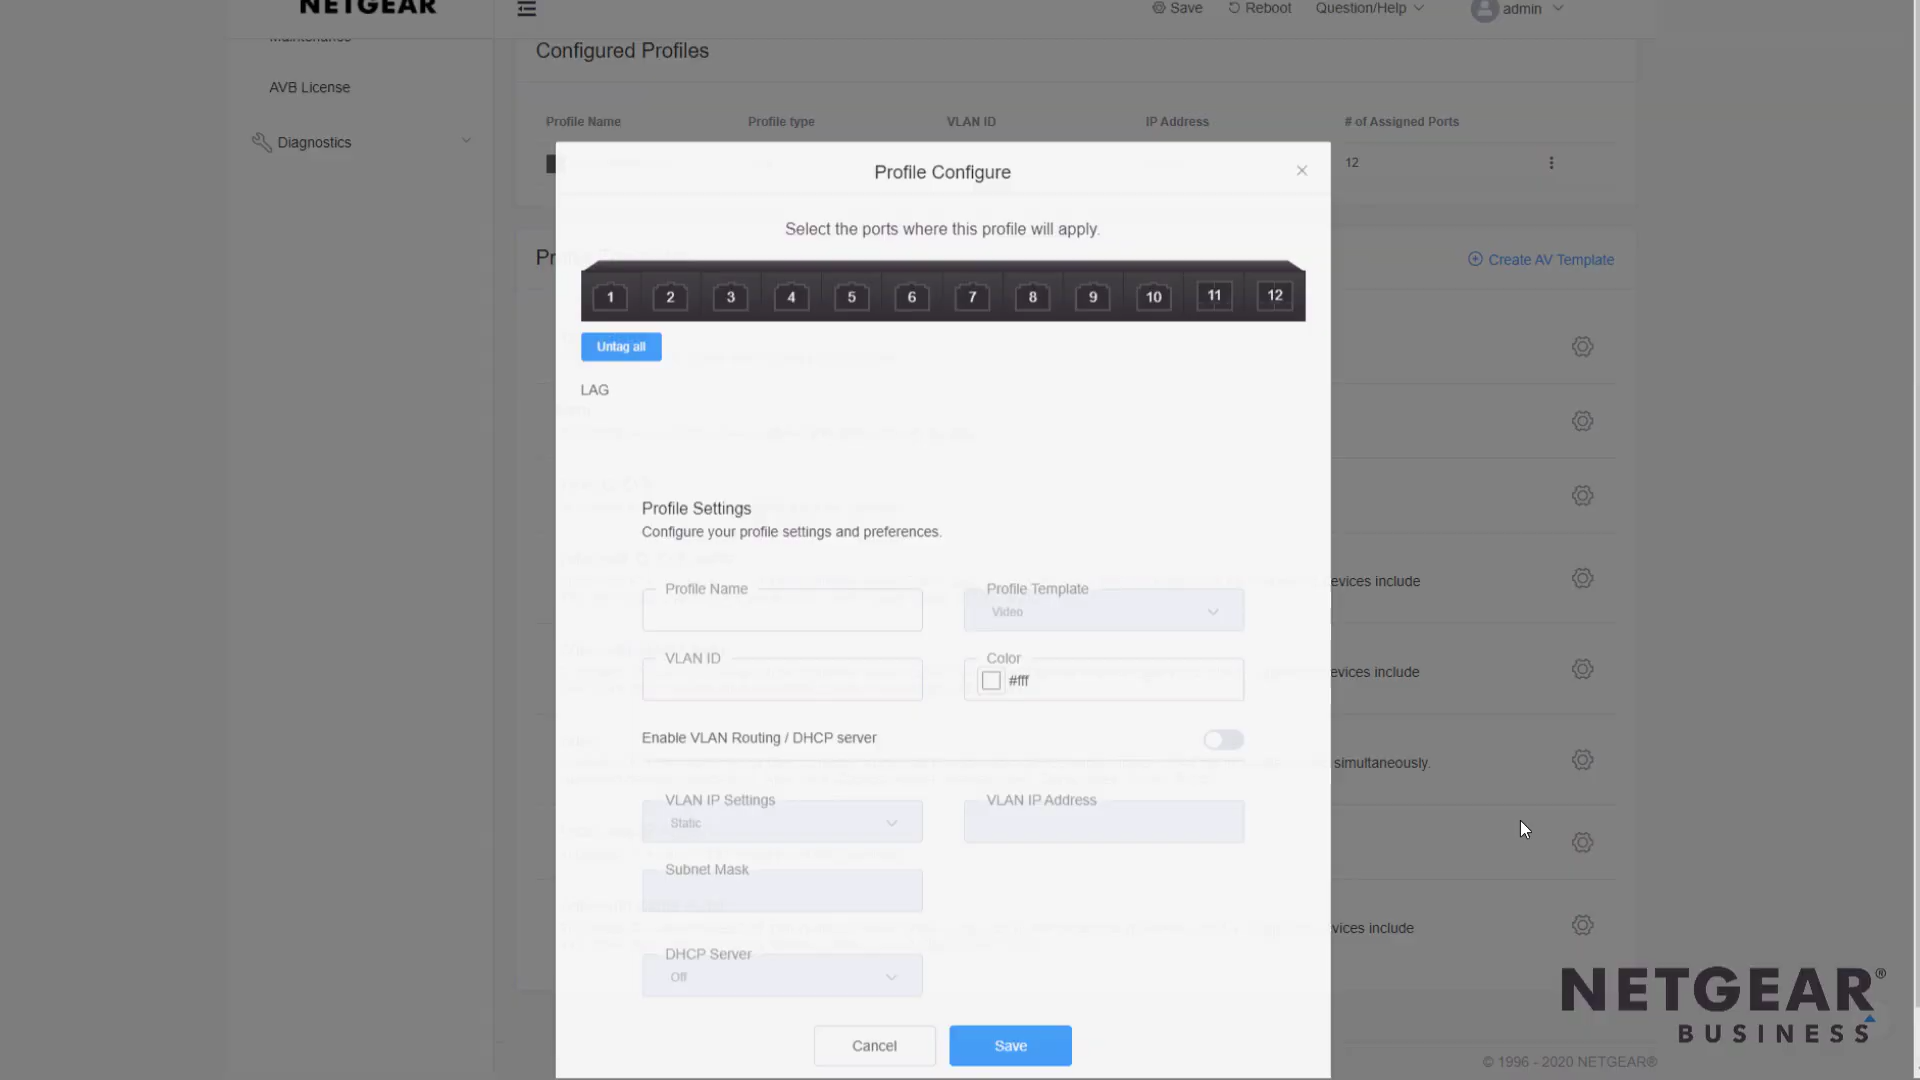 NETGEAR
Save
Reboot
Question/Help
admin
Configured Profiles
AVB License
Profile Name
Profile type
VLAN ID
IP Address
# of Assigned Ports
Diagnostics
12
Profile Configure
Select the ports where this profile will apply.
Create AV Template
1 2 3 4 5 6 7 8 9 10 11 12
Untag all
LAG
Profile Settings
Configure your profile settings and preferences.
Profile Name
Profile Template
Video
VLAN ID
Color
#fff
Enable VLAN Routing / DHCP server
VLAN IP Settings
Static
VLAN IP Address
Subnet Mask
DHCP Server
Off
Cancel
Save
include
include
simultaneously.
include
NETGEAR®
BUSINESS
© 1996 - 2020 NETGEAR®